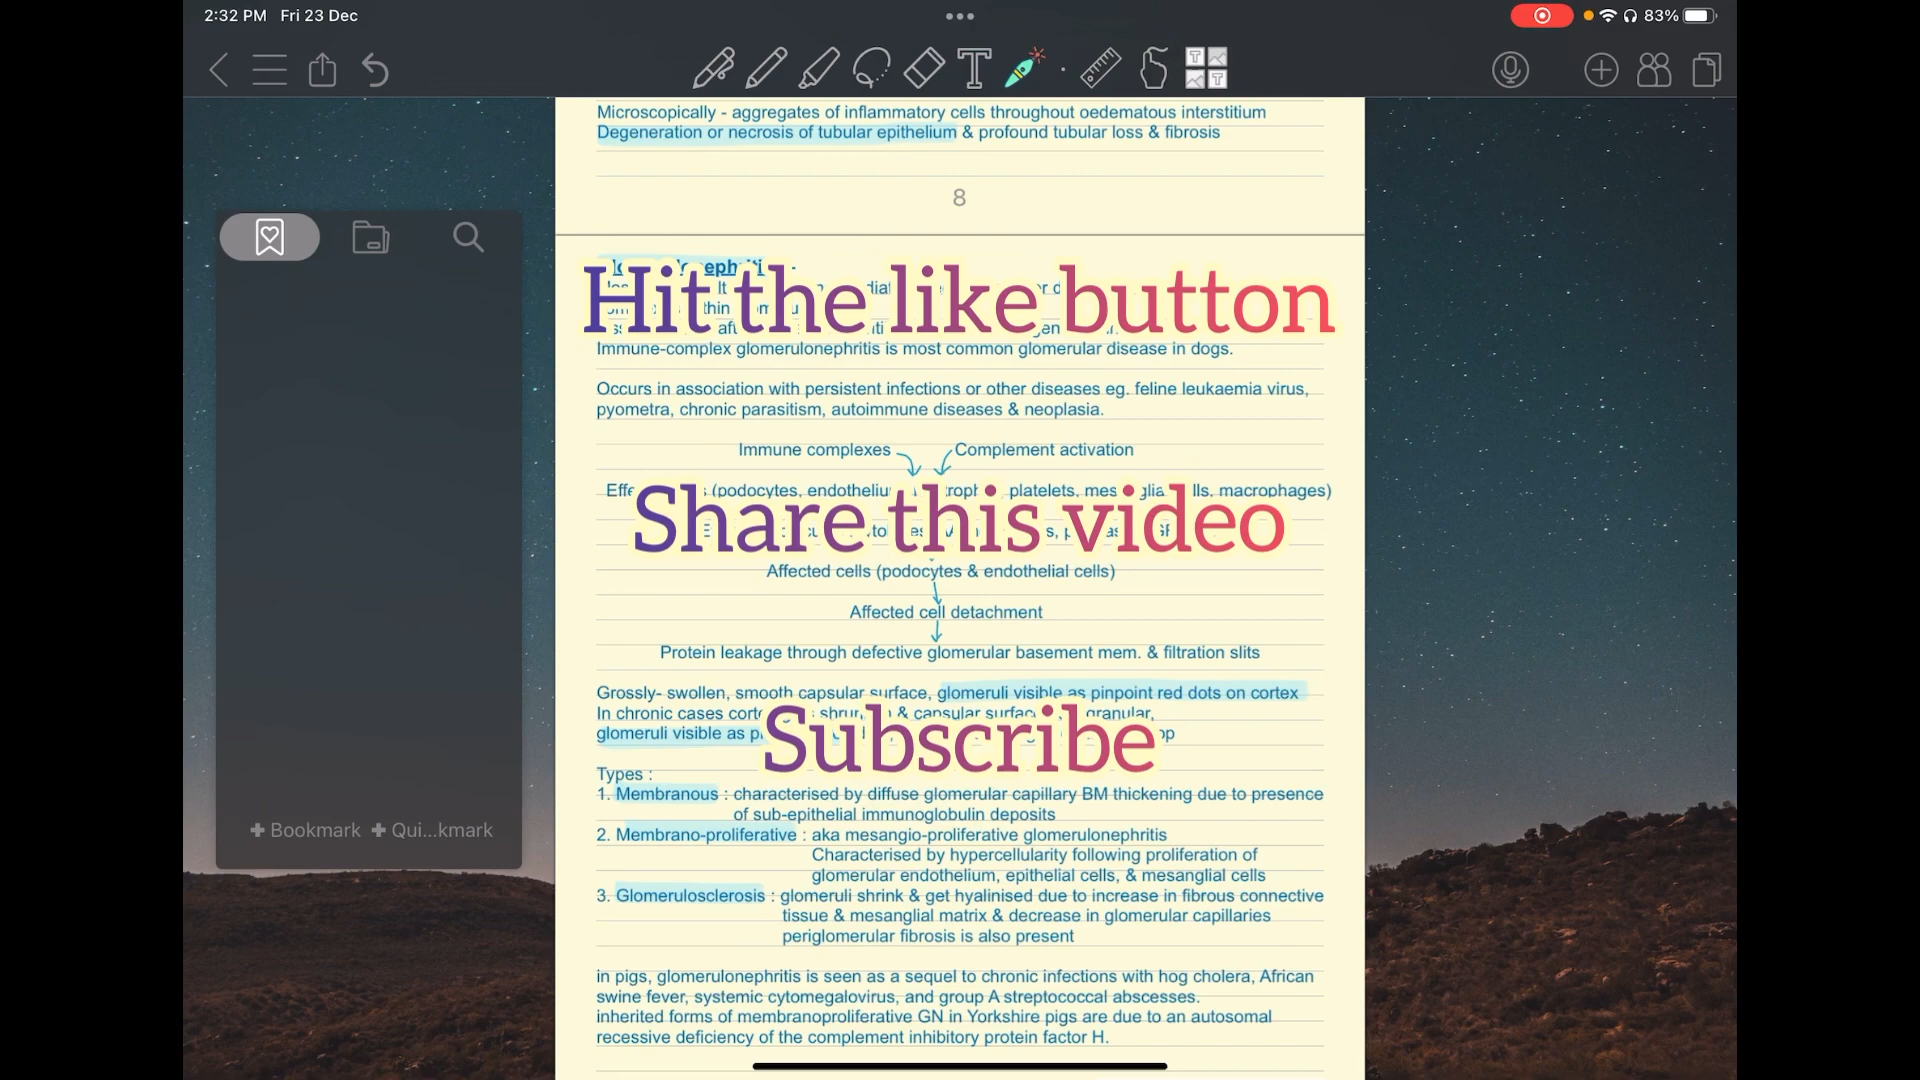 2:32 PM Fri 23 Dec
83%
Microscopically - aggregates of inflammatory cells throughout oedematous interstitium
Degeneration or necrosis of tubular epithelium & profound tubular loss & fibrosis
8
Hit the like button
Immune-complex glomerulonephritis is most common glomerular disease in dogs.
Occurs in association with persistent infections or other diseases eg. feline leukaemia virus,
pyometra, chronic parasitism, autoimmune diseases & neoplasia.
Immune complexes Complement activation
(podocytes, platelets, macrophages)
Share this video
Affected cells (podocytes & endothelial cells)
Affected cell detachment
Protein leakage through defective glomerular basement mem. & filtration slits
Grossly- swollen, smooth capsular surface, glomeruli visible as pinpoint red dots on cortex
In chronic cases & capsular granular,
glomeruli visible as
Subscribe
Types :
1. Membranous : characterised by diffuse glomerular capillary BM thickening due to presence
of sub-epithelial immunoglobulin deposits
2. Membrano-proliferative : aka mesangio-proliferative glomerulonephritis
Characterised by hypercellularity following proliferation of
glomerular endothelium, epithelial cells, & mesanglial cells
3. Glomerulosclerosis : glomeruli shrink & get hyalinised due to increase in fibrous connective
tissue & mesanglial matrix & decrease in glomerular capillaries
periglomerular fibrosis is also present
in pigs, glomerulonephritis is seen as a sequel to chronic infections with hog cholera, African
swine fever, systemic cytomegalovirus, and group A streptococcal abscesses.
inherited forms of membranoproliferative GN in Yorkshire pigs are due to an autosomal
recessive deficiency of the complement inhibitory protein factor H.
+ Bookmark + Qui...kmark